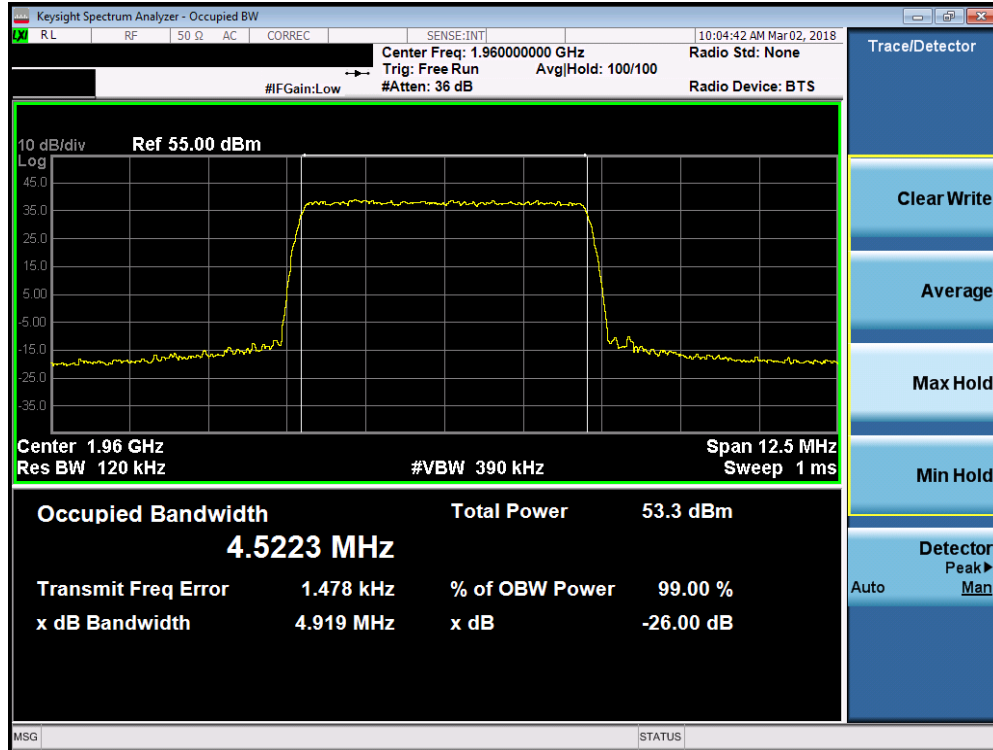 Keysight Spectrum Analyzer - Occupied BW
LXI RL RF 50 Ω AC CORREC SENSE:INT 10:04:42 AM Mar 02, 2018
Center Freq: 1.960000000 GHz Radio Std: None
Trig: Free Run Avg|Hold: 100/100
#IFGain:Low #Atten: 36 dB Radio Device: BTS
Trace/Detector
10 dB/div Ref 55.00 dBm
Log
45.0
35.0
25.0
15.0
5.00
-5.00
-15.0
-25.0
-35.0
Center 1.96 GHz Span 12.5 MHz
Res BW 120 kHz #VBW 390 kHz Sweep 1 ms
Occupied Bandwidth Total Power 53.3 dBm
4.5223 MHz
Transmit Freq Error 1.478 kHz % of OBW Power 99.00 %
x dB Bandwidth 4.919 MHz x dB -26.00 dB
Clear Write
Average
Max Hold
Min Hold
Detector
Peak▶
Auto Man
MSG STATUS